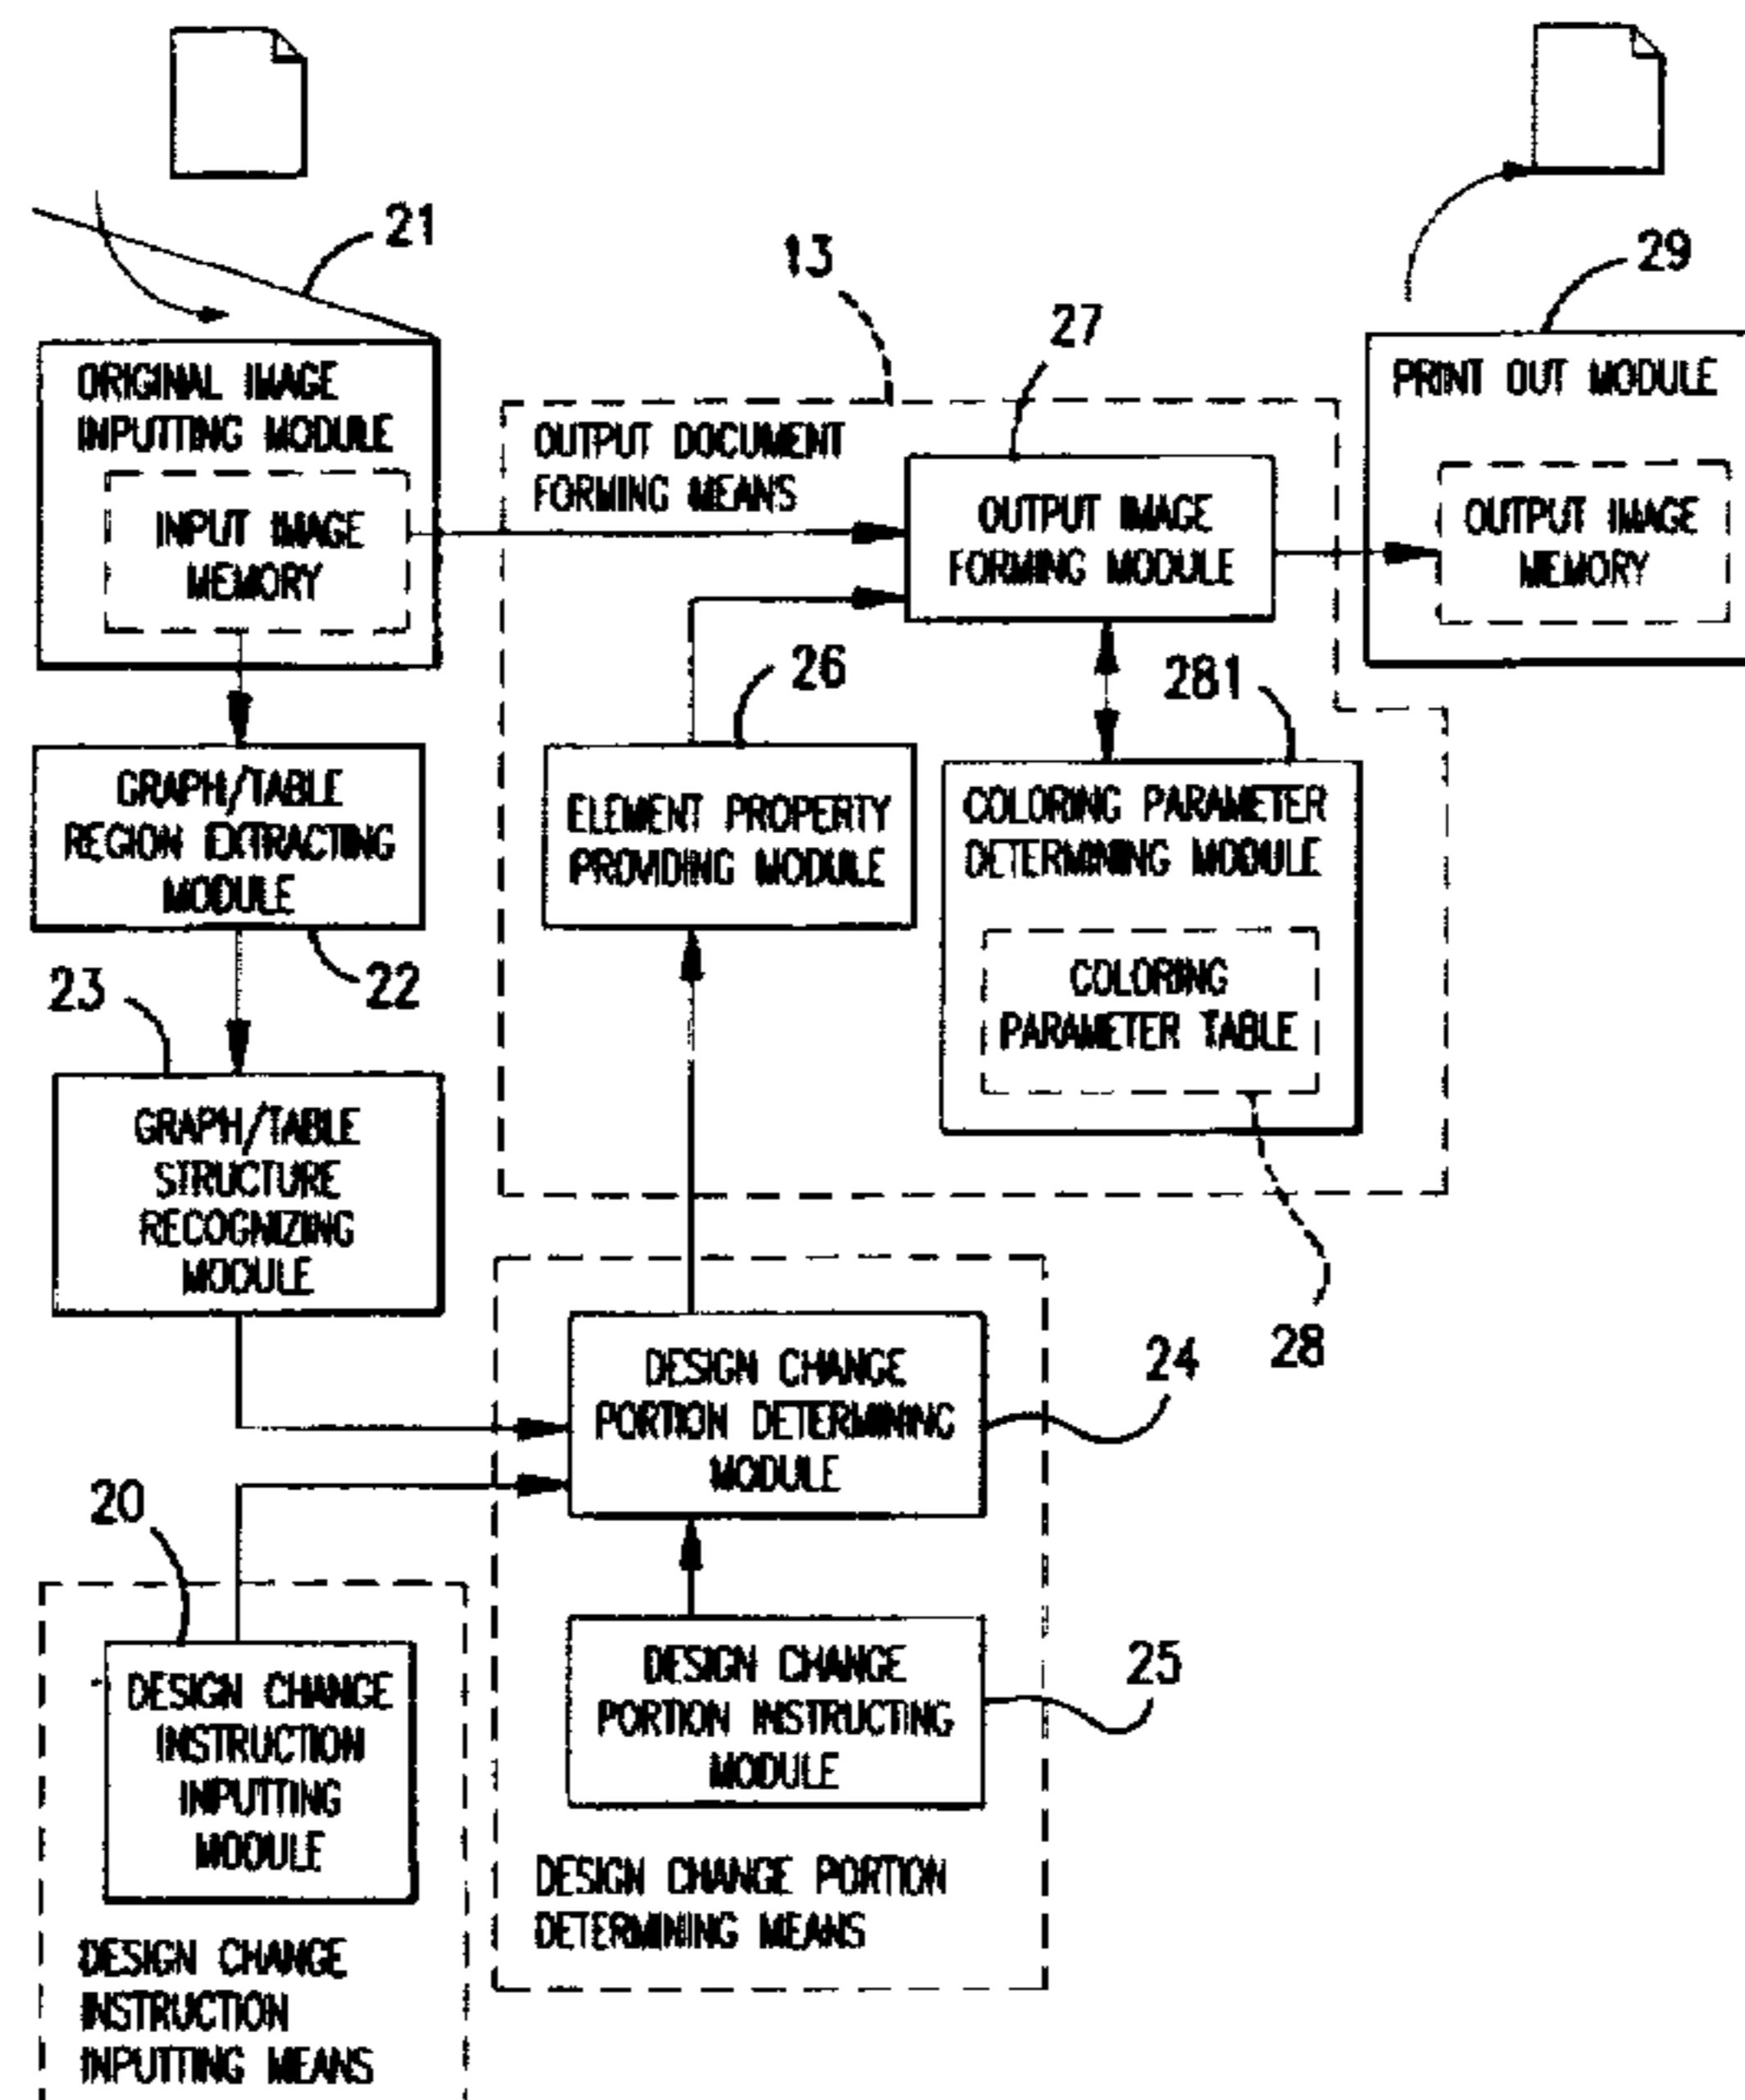 21
ORIGINAL IMAGE
INPUTTING MODULE
INPUT IMAGE
MEMORY
13
OUTPUT DOCUMENT
FORMING MEANS
27
OUTPUT IMAGE
FORMING MODULE
29
PRINT OUT MODULE
OUTPUT IMAGE
MEMORY
GRAPH/TABLE
REGION EXTRACTING
MODULE
22
26
ELEMENT PROPERTY
PROVIDING MODULE
281
COLORING PARAMETER
DETERMINING MODULE
COLORING
PARAMETER TABLE
28
23
GRAPH/TABLE
STRUCTURE
RECOGNIZING
MODULE
DESIGN CHANGE
PORTION DETERMINING
MODULE
24
20
DESIGN CHANGE
INSTRUCTION
INPUTTING
MODULE
DESIGN CHANGE
INSTRUCTION
INPUTTING MEANS
DESIGN CHANGE
PORTION INSTRUCTING
MODULE
25
DESIGN CHANGE PORTION
DETERMINING MEANS